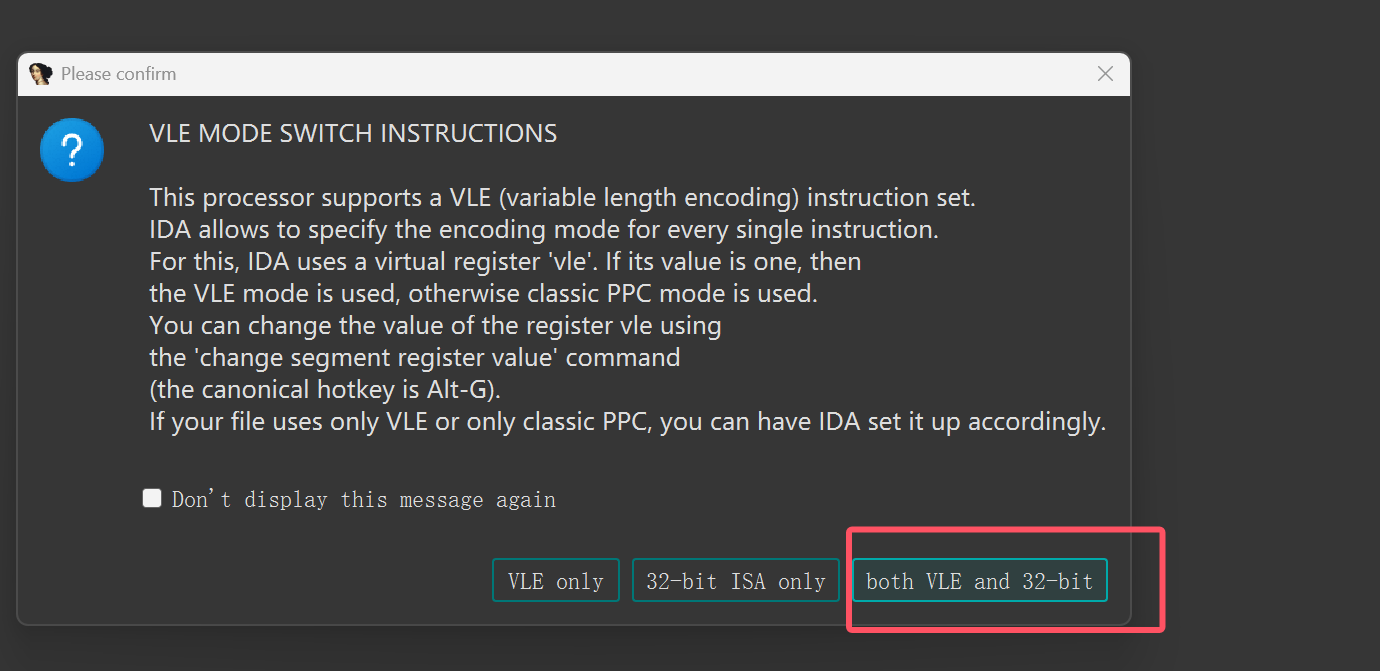 Please confirm
VLE MODE SWITCH INSTRUCTIONS
This processor supports a VLE (variable length encoding) instruction set.
IDA allows to specify the encoding mode for every single instruction.
For this, IDA uses a virtual register 'vle'. If its value is one, then
the VLE mode is used, otherwise classic PPC mode is used.
You can change the value of the register vle using
the 'change segment register value' command
(the canonical hotkey is Alt-G).
If your file uses only VLE or only classic PPC, you can have IDA set it up accordingly.
Don't display this message again
VLE only 32-bit ISA only both VLE and 32-bit